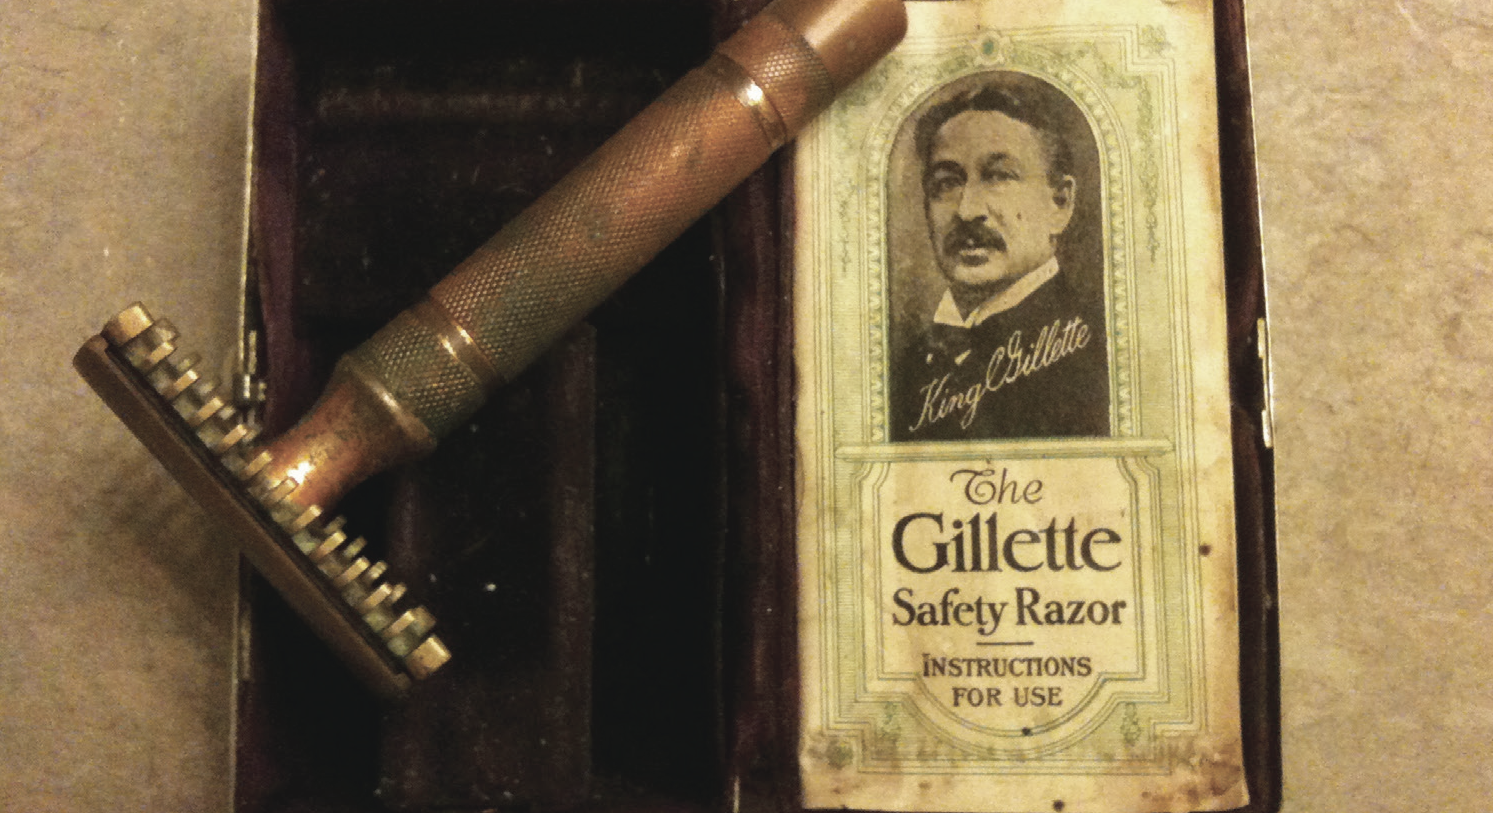 King C Gillette
The
Gillette
Safety Razor
INSTRUCTIONS
FOR USE